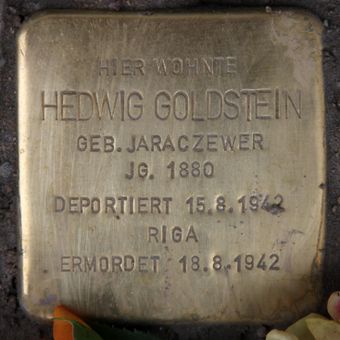 HIER WOHNTE
HEDWIG GOLDSTEIN
GEB. JARACZEWER
JG. 1880
DEPORTIERT 15.8.1942
RIGA
ERMORDET 18.8.1942